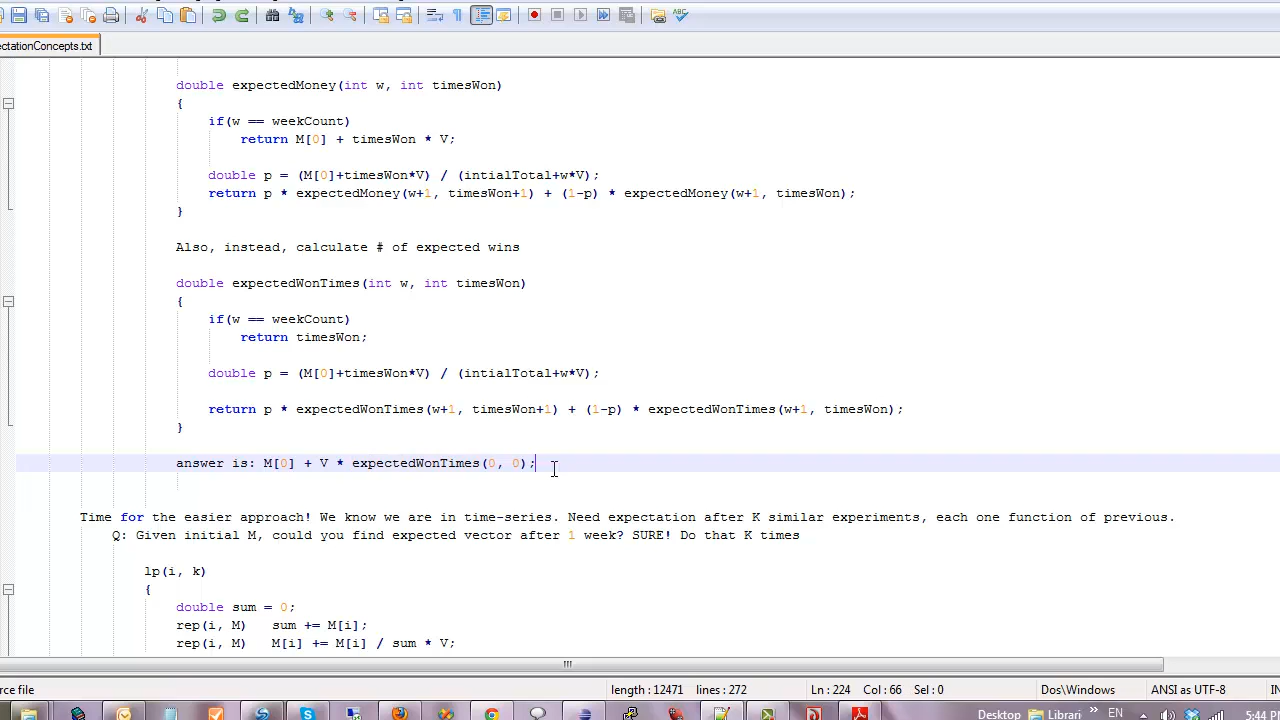 ectationConcepts.txt
double expectedMoney(int w, int timesWon)
{
if(w == weekCount)
return M[0] + timesWon * V;
double p = (M[0]+timesWon*V) / (intialTotal+w*V);
return p * expectedMoney(w+1, timesWon+1) + (1-p) * expectedMoney(w+1, timesWon);
}
Also, instead, calculate # of expected wins
double expectedWonTimes(int w, int timesWon)
{
if(w == weekCount)
return timesWon;
double p = (M[0]+timesWon*V) / (intialTotal+w*V);
return p * expectedWonTimes(w+1, timesWon+1) + (1-p) * expectedWonTimes(w+1, timesWon);
}
answer is: M[0] + V * expectedWonTimes(0, 0);
Time for the easier approach! We know we are in time-series. Need expectation after K similar experiments, each one function of previous.
Q: Given initial M, could you find expected vector after 1 week? SURE! Do that K times
lp(i, k)
{
double sum = 0;
rep(i, M) sum += M[i];
rep(i, M) M[i] += M[i] / sum * V;
rce file length : 12471 lines : 272 Ln : 224 Col : 66 Sel : 0 Dos\Windows ANSI as UTF-8 IN
Desktop Librari EN 5:44 P